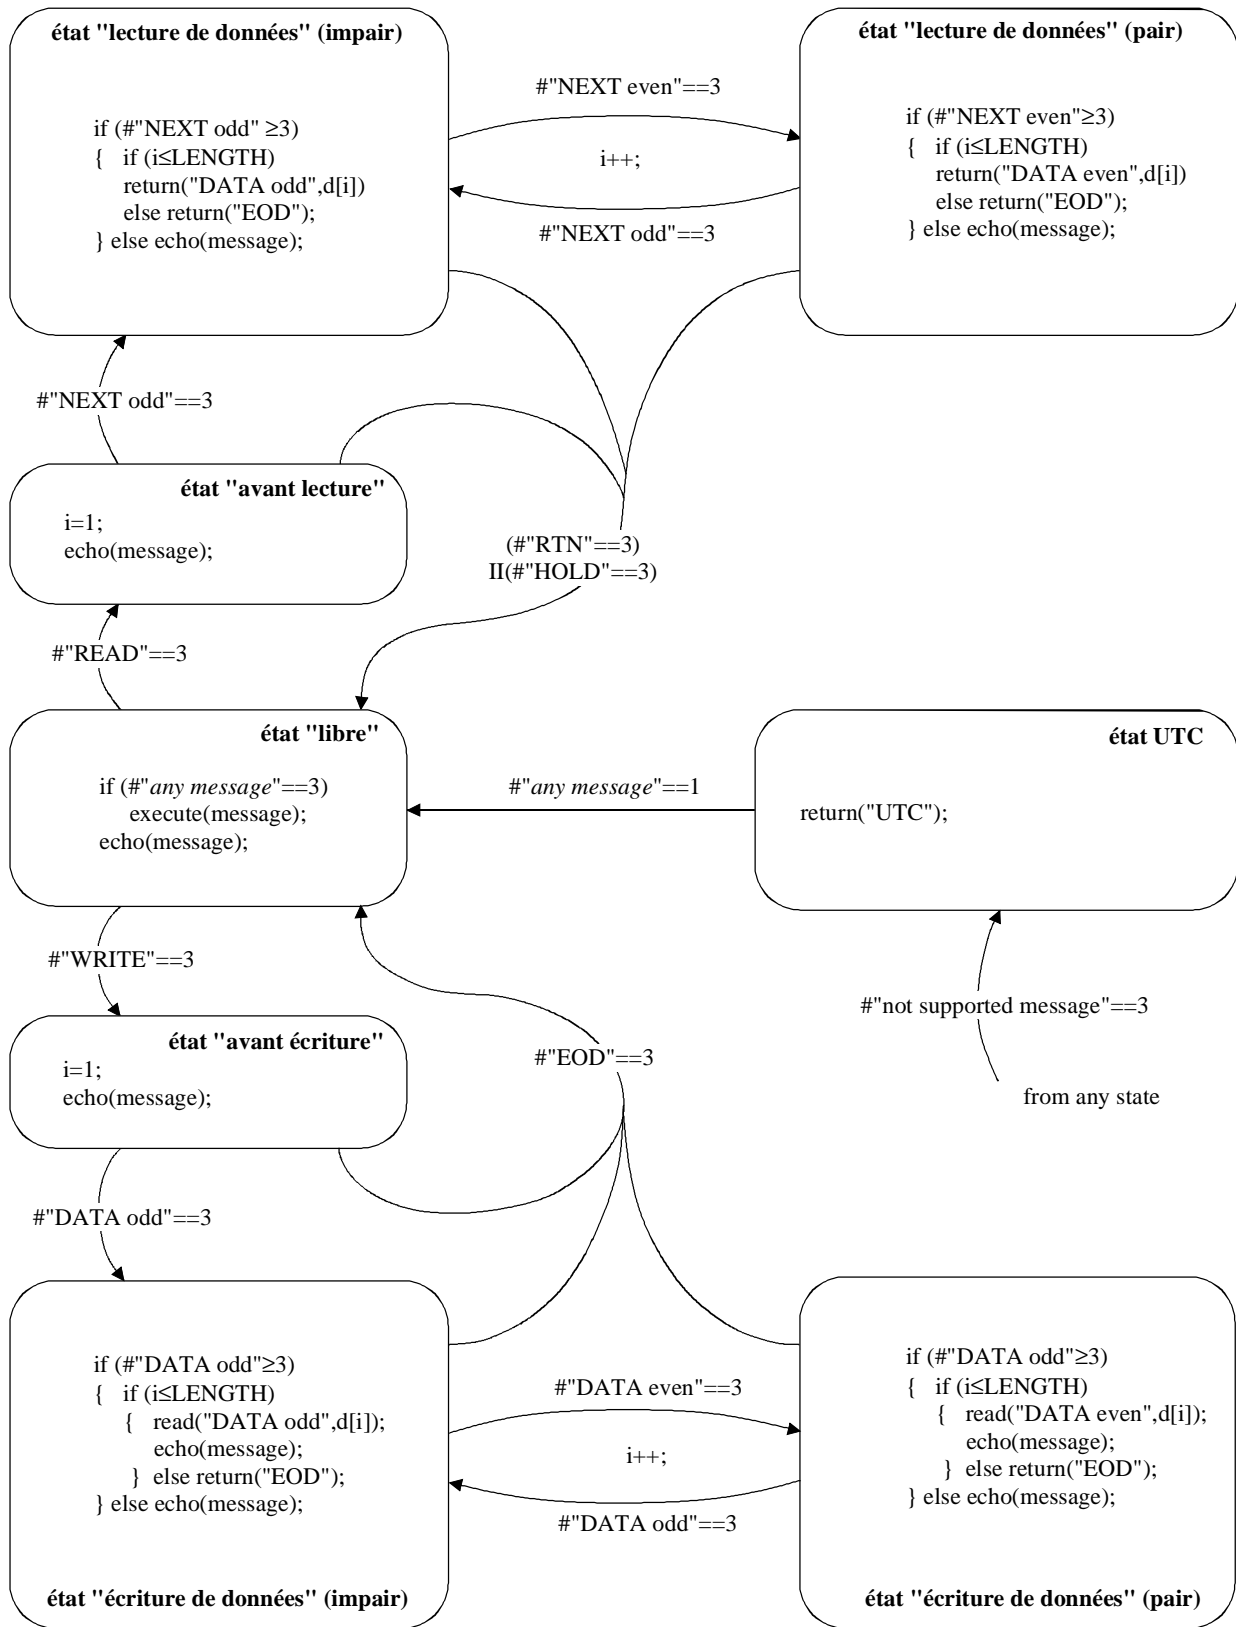 état "lecture de données" (impair)
if (#"NEXT odd" ≥3)
{ if (i≤LENGTH)
return("DATA odd",d[i])
else return("EOD");
} else echo(message);
#"NEXT even"==3
i++;
#"NEXT odd"==3
état "lecture de données" (pair)
if (#"NEXT even"≥3)
{ if (i≤LENGTH)
return("DATA even",d[i])
else return("EOD");
} else echo(message);
#"NEXT odd"==3
état "avant lecture"
i=1;
echo(message);
(#"RTN"==3)
II(#"HOLD"==3)
#"READ"==3
état "libre"
if (#"any message"==3)
execute(message);
echo(message);
#"any message"==1
état UTC
return("UTC");
#"WRITE"==3
#"not supported message"==3
from any state
état "avant écriture"
i=1;
echo(message);
#"EOD"==3
#"DATA odd"==3
if (#"DATA odd"≥3)
{ if (i≤LENGTH)
{ read("DATA odd",d[i]);
echo(message);
} else return("EOD");
} else echo(message);
état "écriture de données" (impair)
#"DATA even"==3
i++;
#"DATA odd"==3
if (#"DATA odd"≥3)
{ if (i≤LENGTH)
{ read("DATA even",d[i]);
echo(message);
} else return("EOD");
} else echo(message);
état "écriture de données" (pair)